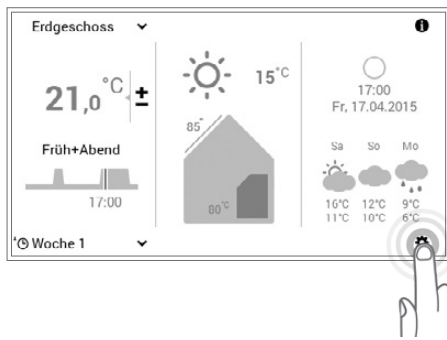 Erdgeschoss
21,0°C ±
Früh+Abend
17:00
Woche 1
15°C
85°
80°C
17:00
Fr, 17.04.2015
Sa So Mo
16°C 12°C 9°C
11°C 10°C 6°C